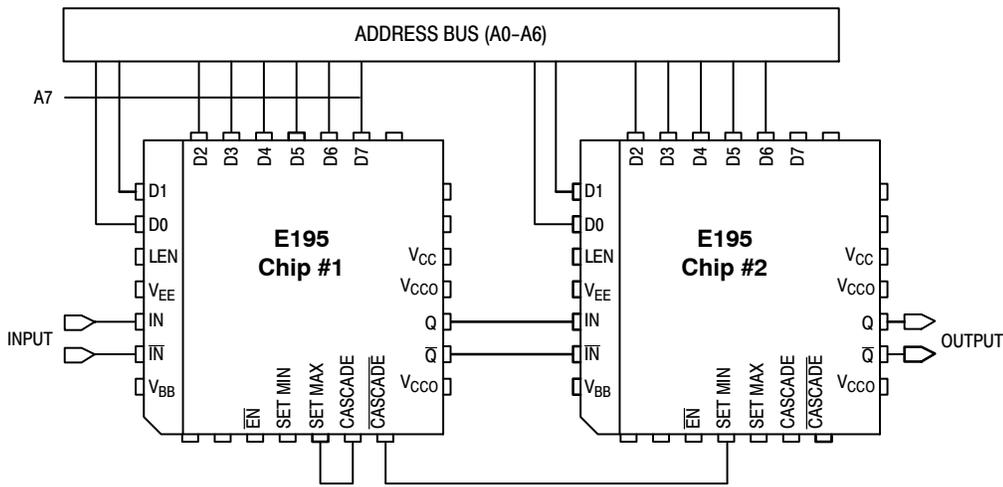 ADDRESS BUS (A0–A6)
A7
D2 D3 D4 D5 D6 D7
D1
D0
LEN
VEE
IN
IN
VBB
INPUT
E195
Chip #1
VCC
VCCO
Q
Q
VCCO
EN
SET MIN
SET MAX
CASCADE
CASCADE
D2 D3 D4 D5 D6 D7
D1
D0
LEN
VEE
IN
IN
VBB
E195
Chip #2
VCC
VCCO
Q
Q
VCCO
OUTPUT
EN
SET MIN
SET MAX
CASCADE
CASCADE